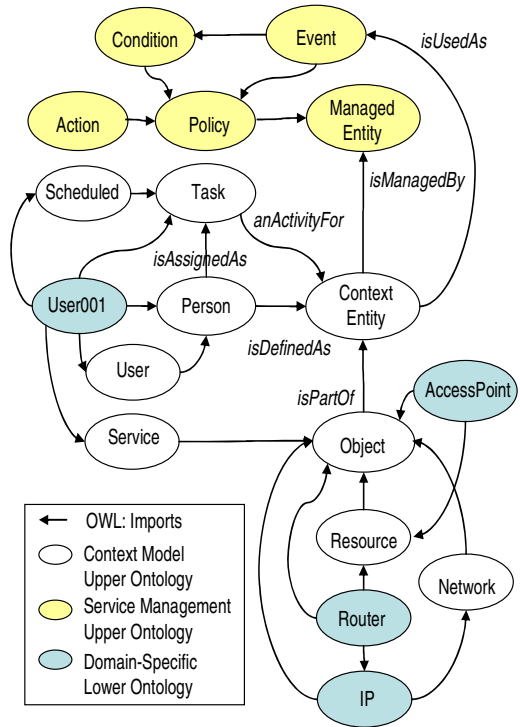 Condition
Event
isUsedAs
Action
Policy
Managed
Entity
isManagedBy
Scheduled
Task
anActivityFor
isAssignedAs
User001
Person
Context
Entity
isDefinedAs
User
isPartOf
AccessPoint
Service
Object
OWL: Imports
Context Model
Upper Ontology
Service Management
Upper Ontology
Domain-Specific
Lower Ontology
Resource
Network
Router
IP